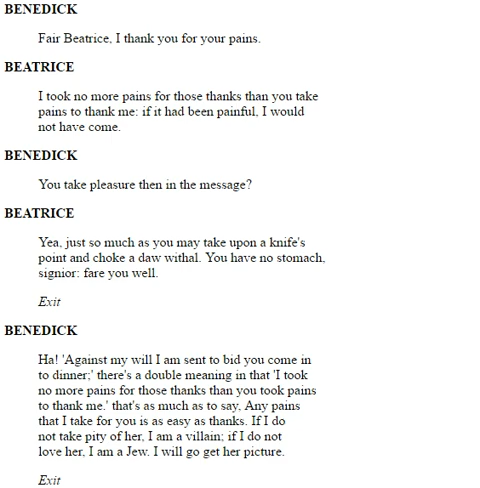 BENEDICK
Fair Beatrice, I thank you for your pains.
BEATRICE
I took no more pains for those thanks than you take
pains to thank me: if it had been painful, I would
not have come.
BENEDICK
You take pleasure then in the message?
BEATRICE
Yea, just so much as you may take upon a knife's
point and choke a daw withal. You have no stomach,
signior: fare you well.
Exit
BENEDICK
Ha! 'Against my will I am sent to bid you come in
to dinner;' there's a double meaning in that 'I took
no more pains for those thanks than you took pains
to thank me.' that's as much as to say, Any pains
that I take for you is as easy as thanks. If I do
not take pity of her, I am a villain; if I do not
love her, I am a Jew. I will go get her picture.
Exit